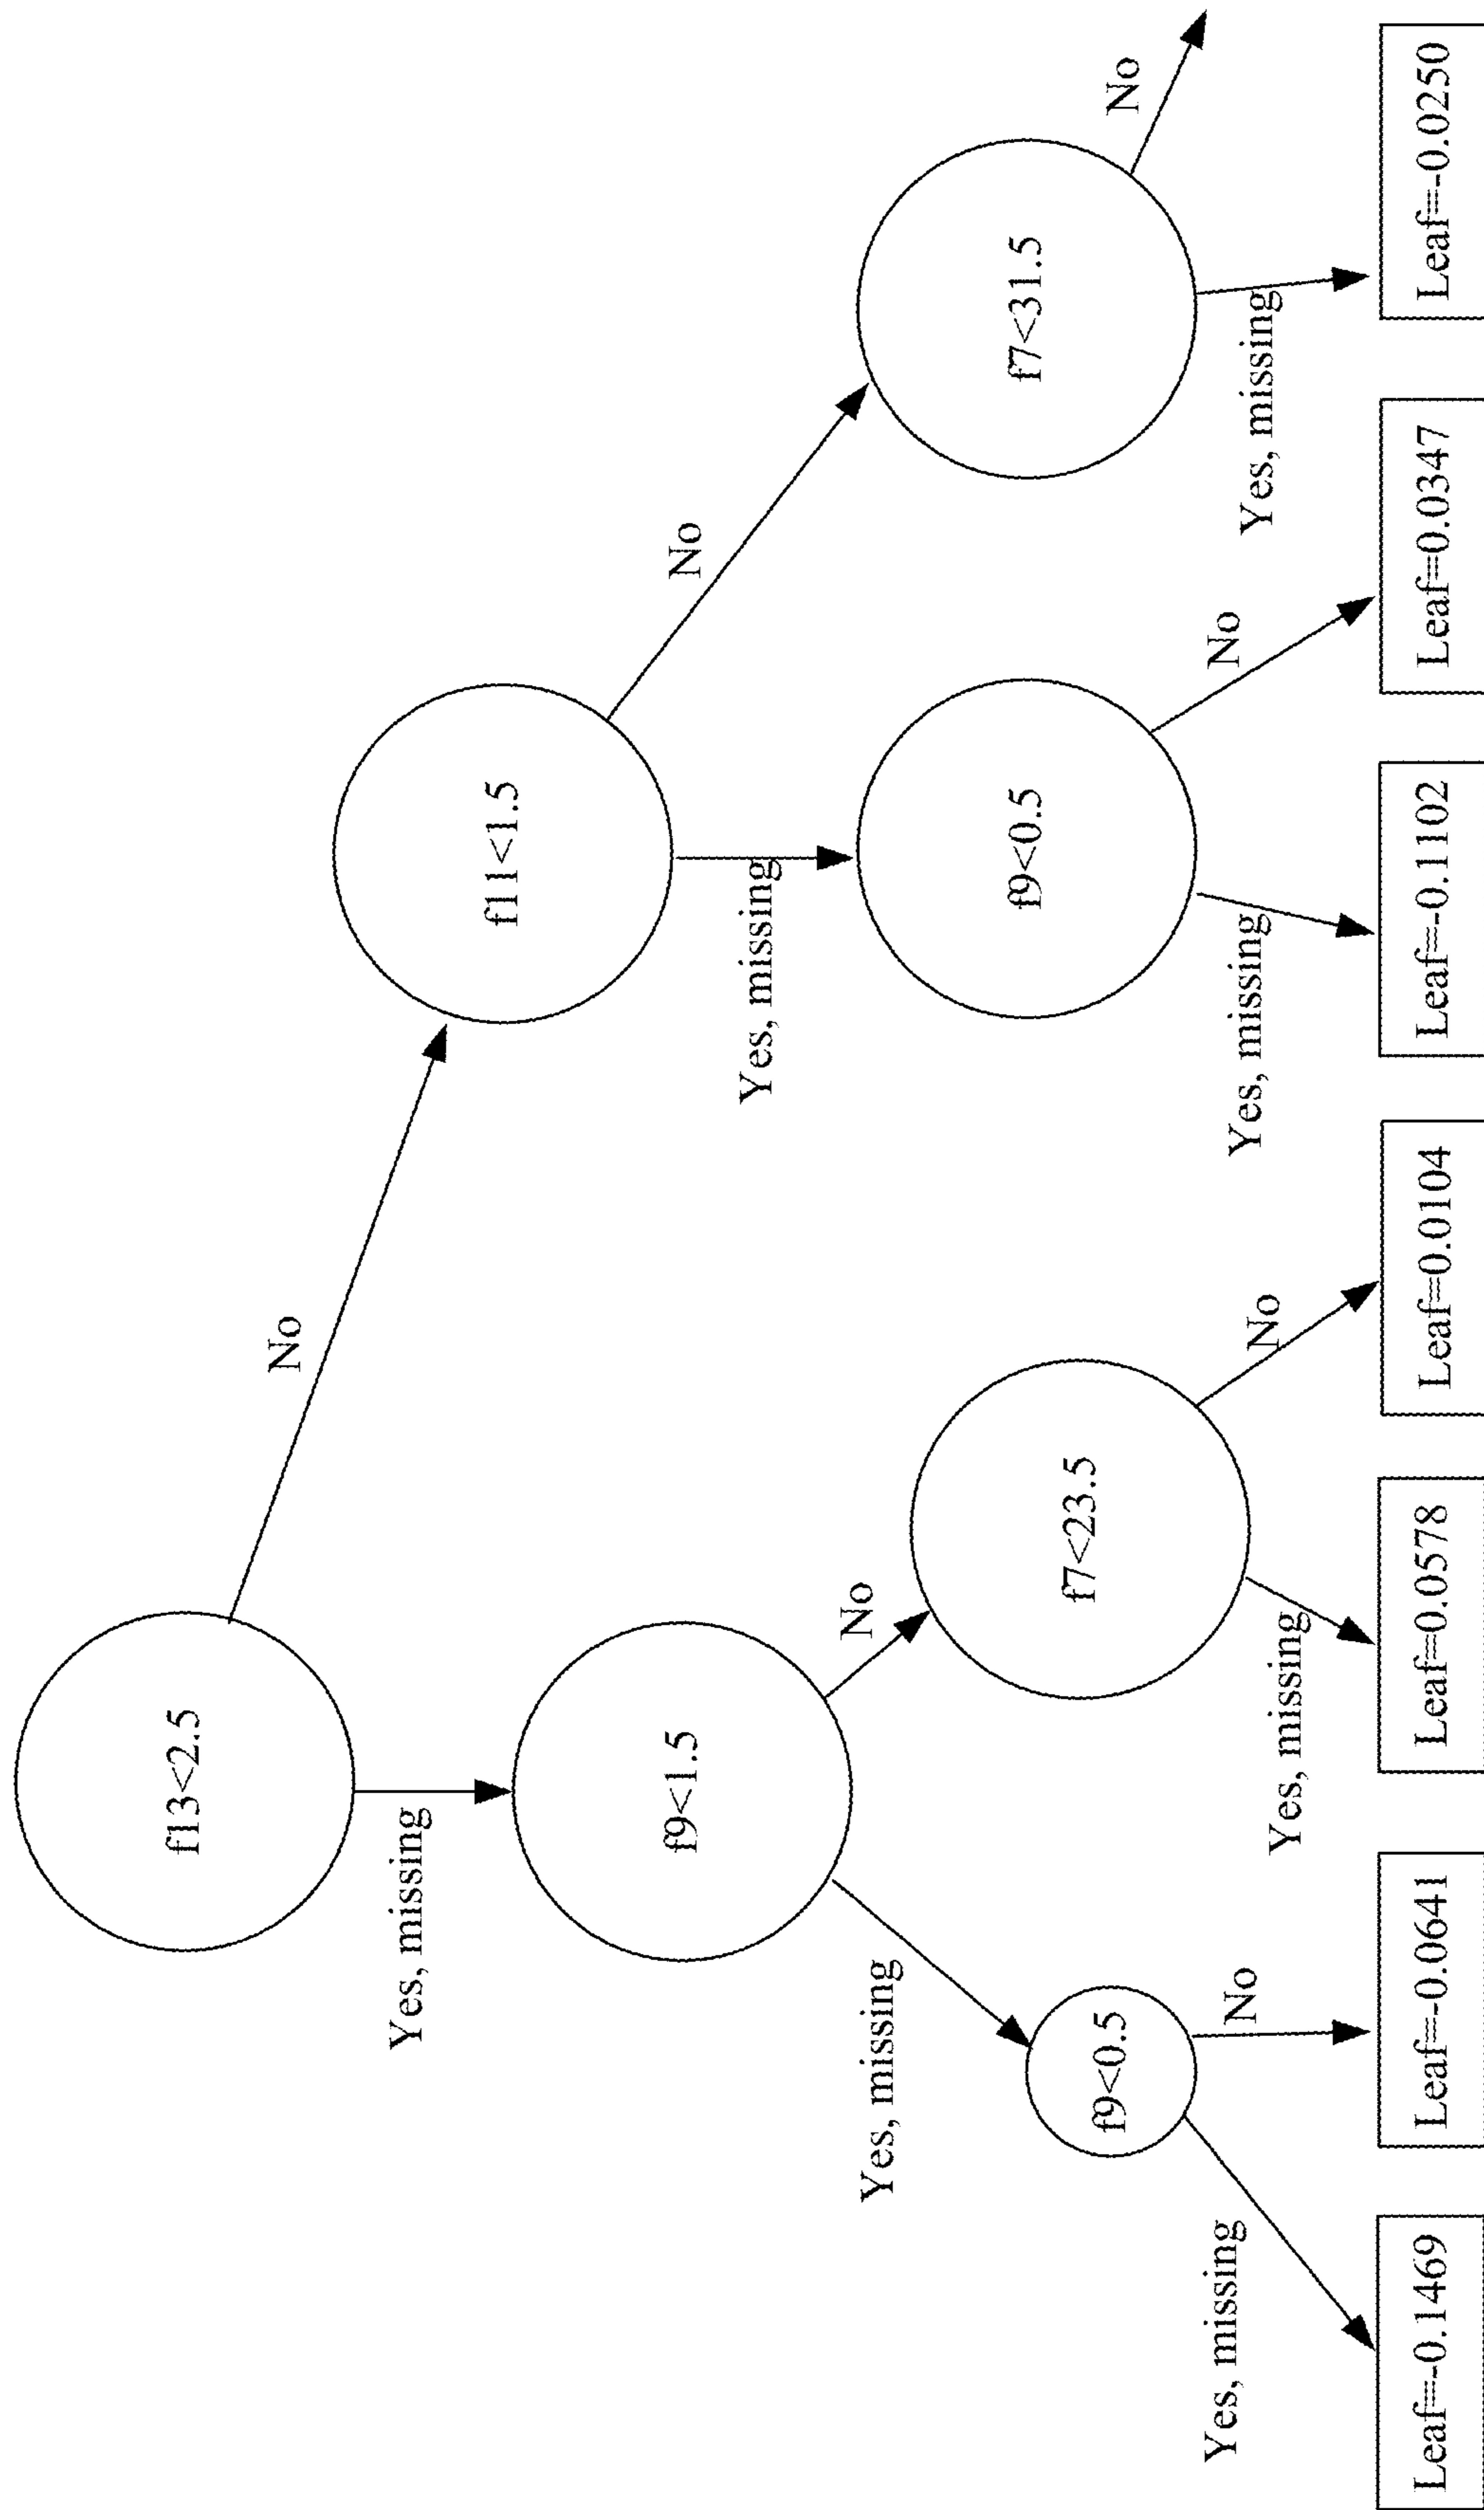 f13<2.5
No
Yes, missing
f11<1.5
f9<1.5
No
Yes, missing
No
Yes, missing
f9<0.5
f7<23.5
f9<0.5
f7<31.5
No
Yes, missing
No
Yes, missing
No
Yes, missing
No
Yes, missing
No
Yes, missing
Leaf=-0.1469
Leaf=-0.0641
Leaf=0.0578
Leaf=0.0104
Leaf=-0.1102
Leaf=0.0347
Leaf=-0.0250